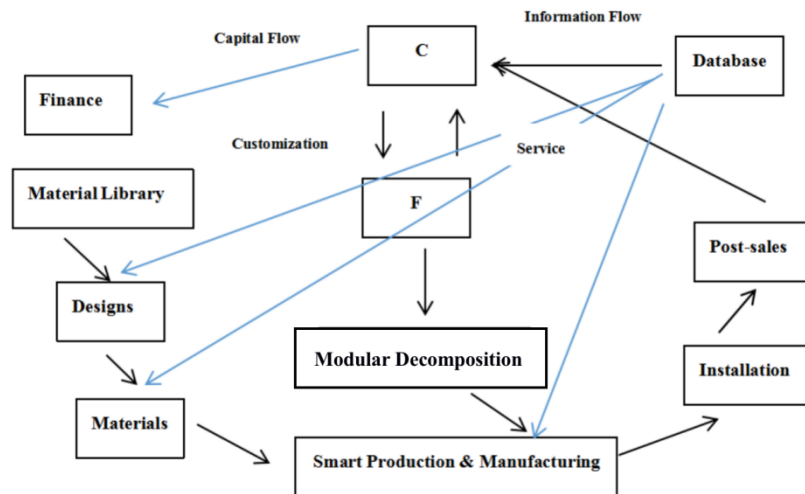 Information Flow
Capital Flow
C
Database
Finance
Customization
Service
Material Library
F
Post-sales
Designs
Modular Decomposition
Installation
Materials
Smart Production & Manufacturing